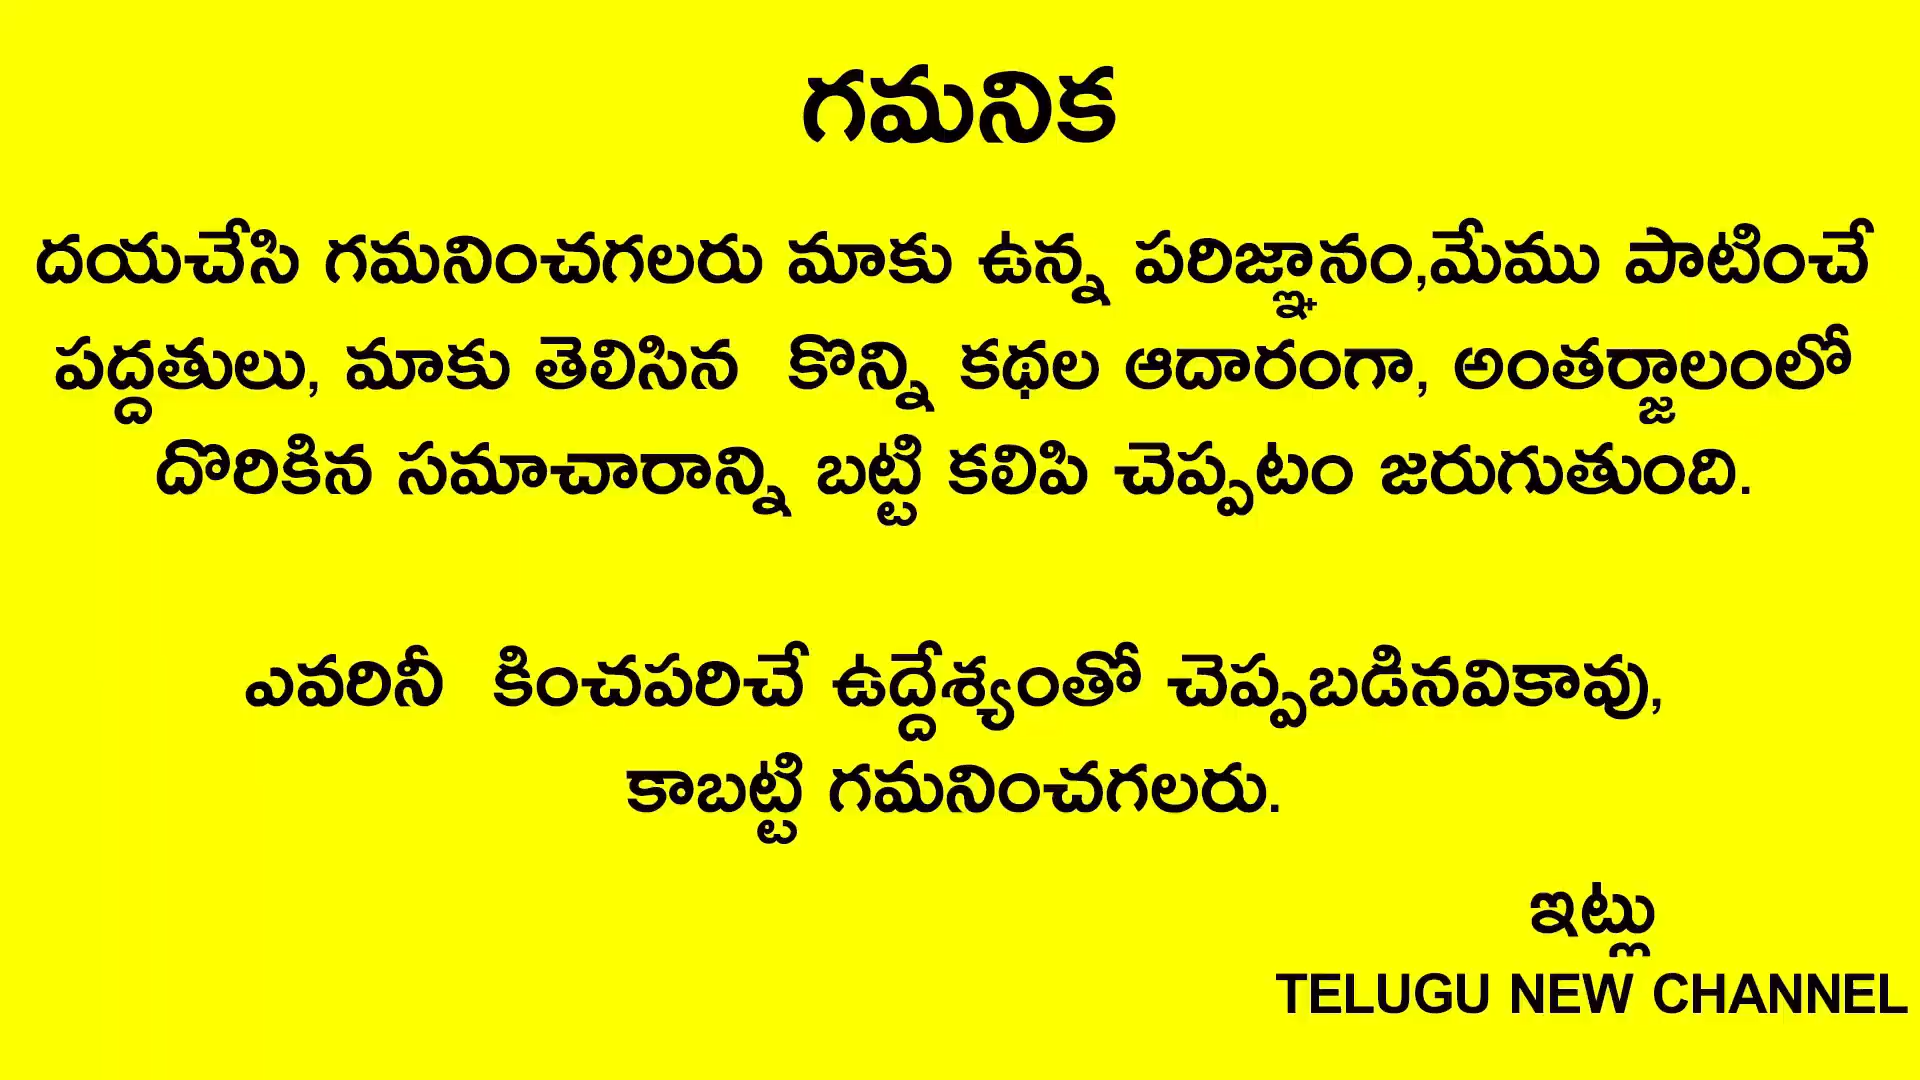 గమనిక
దయచేసి గమనించగలరు మాకు ఉన్న పరిజ్ఞానం,మేము పాటించే
పద్దతులు, మాకు తెలిసిన కొన్ని కథల ఆదారంగా, అంతర్జాలంలో
దొరికిన సమాచారాన్ని బట్టి కలిపి చెప్పటం జరుగుతుంది.
ఎవరినీ కించపరిచే ఉద్దేశ్యంతో చెప్పబడినవికావు,
కాబట్టి గమనించగలరు.
ఇట్లు
TELUGU NEW CHANNEL